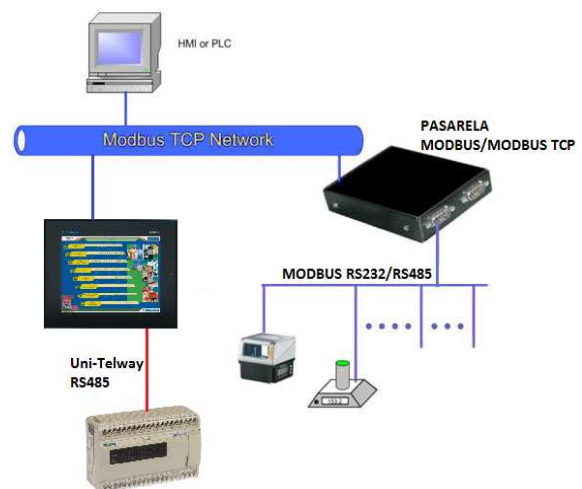 HMI or PLC
Modbus TCP Network
PASARELA
MODBUS/MODBUS TCP
MODBUS RS232/RS485
Uni-Telway
RS485